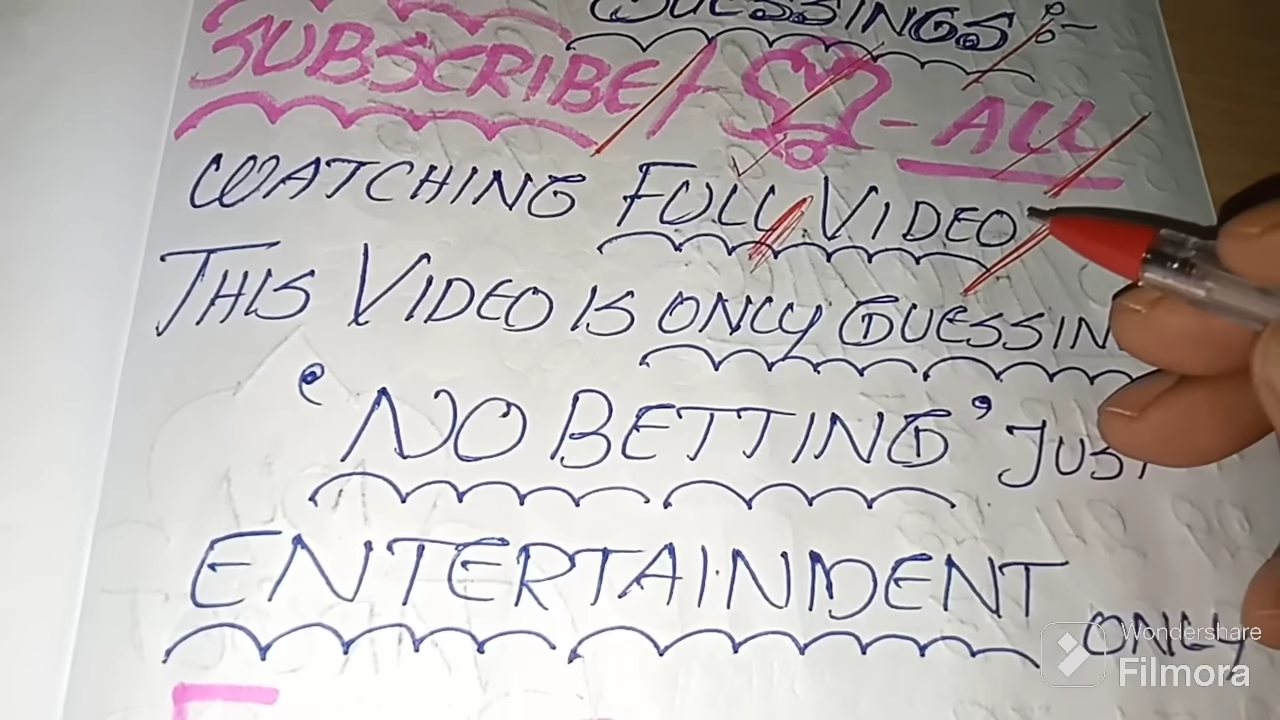 GUESSINGS :-
SUBSCRIBE/ - ALL
WATCHING FULL VIDEO
THIS VIDEO IS ONLY GUESSIN
'NO BETTING' JUST
ENTERTAINMENT ONLY
Wondershare
Filmora